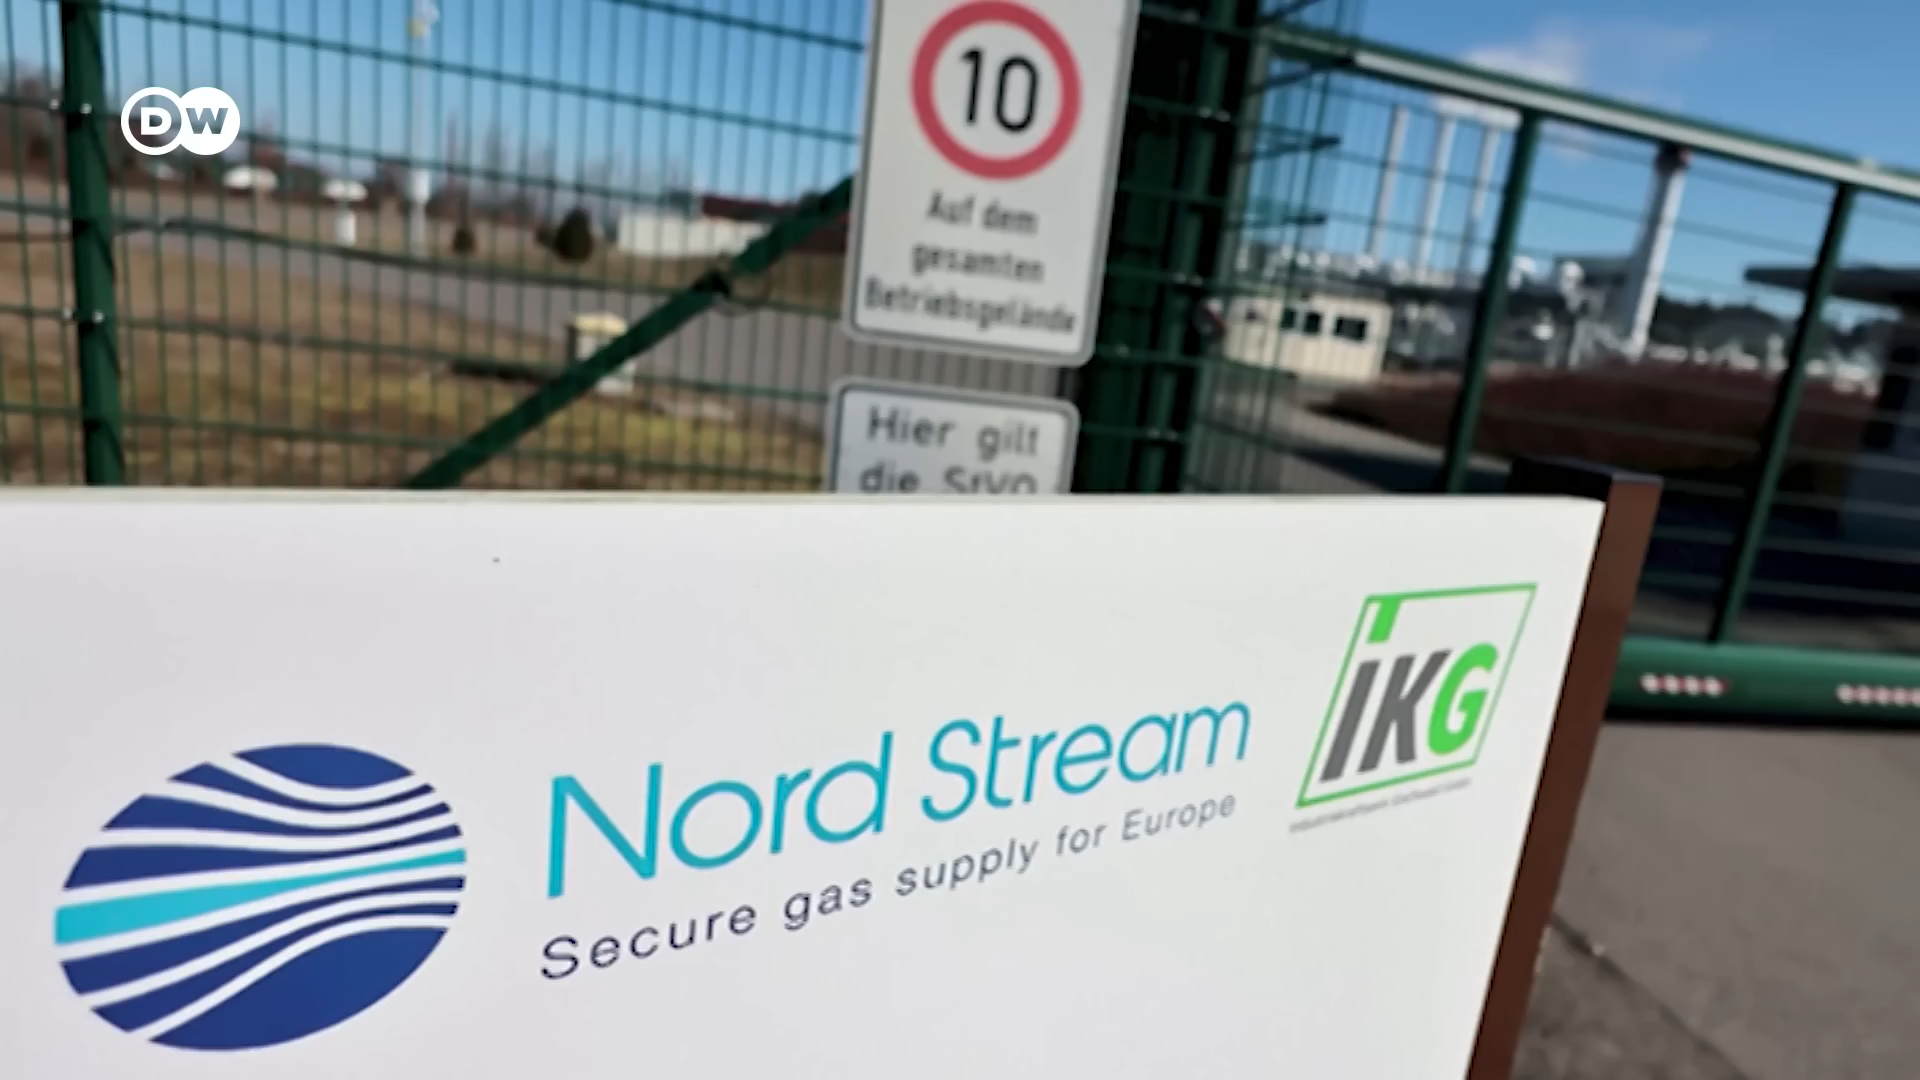 DW
10
Auf dem
gesamten
Betriebsgelände
Hier gilt
die StVO
Nord Stream
Secure gas supply for Europe
IKG